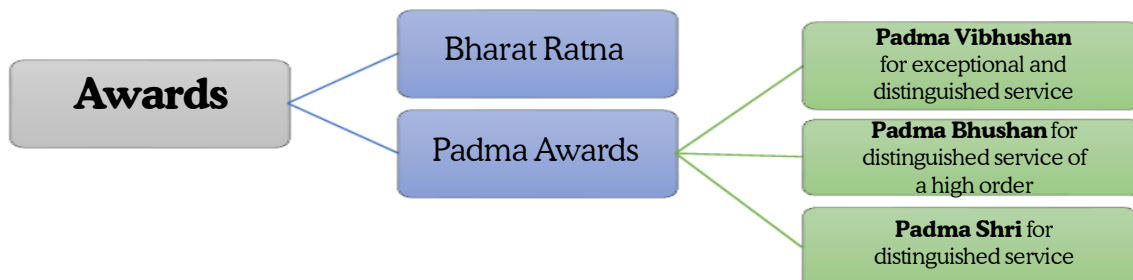 Awards
Bharat Ratna
Padma Awards
Padma Vibhushan
for exceptional and
distinguished service
Padma Bhushan for
distinguished service of
a high order
Padma Shri for
distinguished service